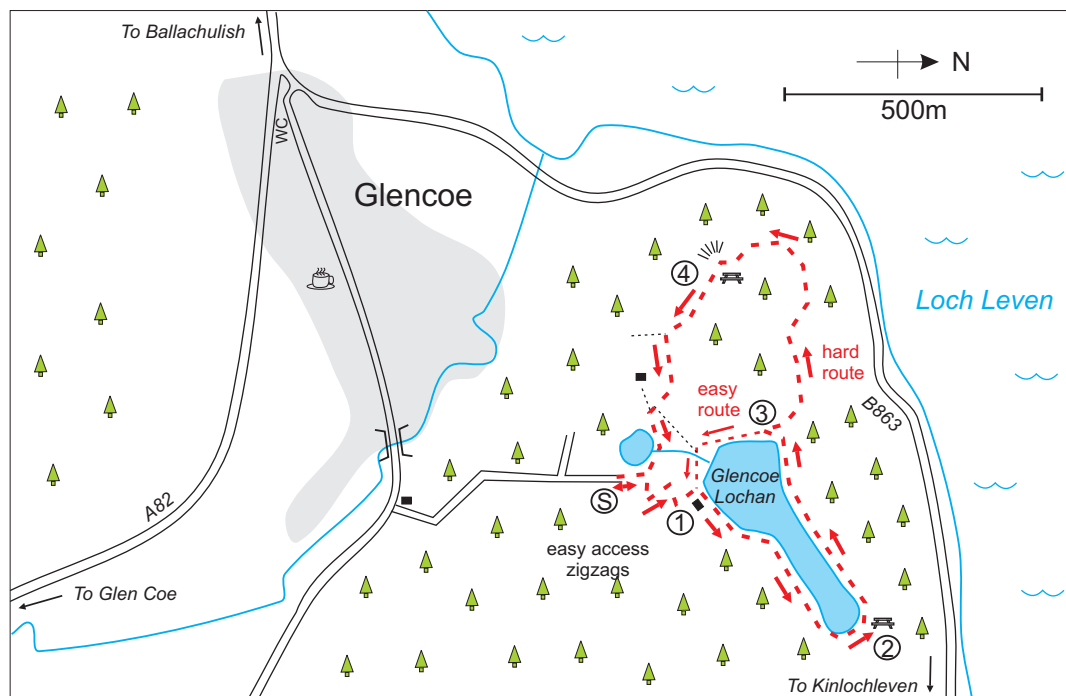 To Ballachulish
N
500m
WC
Glencoe
4
Loch Leven
hard
route
easy
route
3
B863
Glencoe
Lochan
A82
S
1
easy access
zigzags
To Glen Coe
2
To Kinlochleven